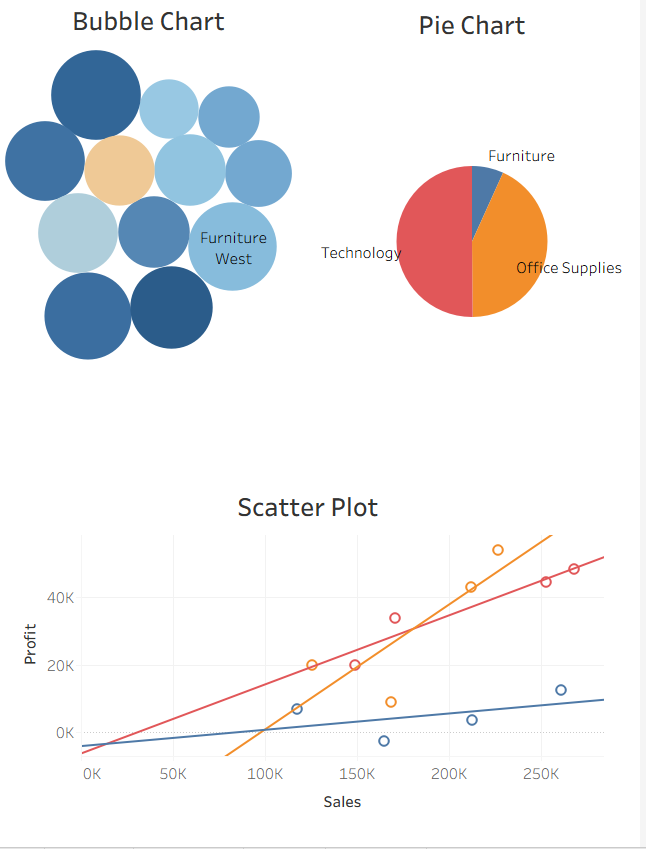 Bubble Chart
Pie Chart
Furniture
Technology
Office Supplies
Furniture
West
Scatter Plot
Profit
40K
20K
0K
0K 50K 100K 150K 200K 250K
Sales